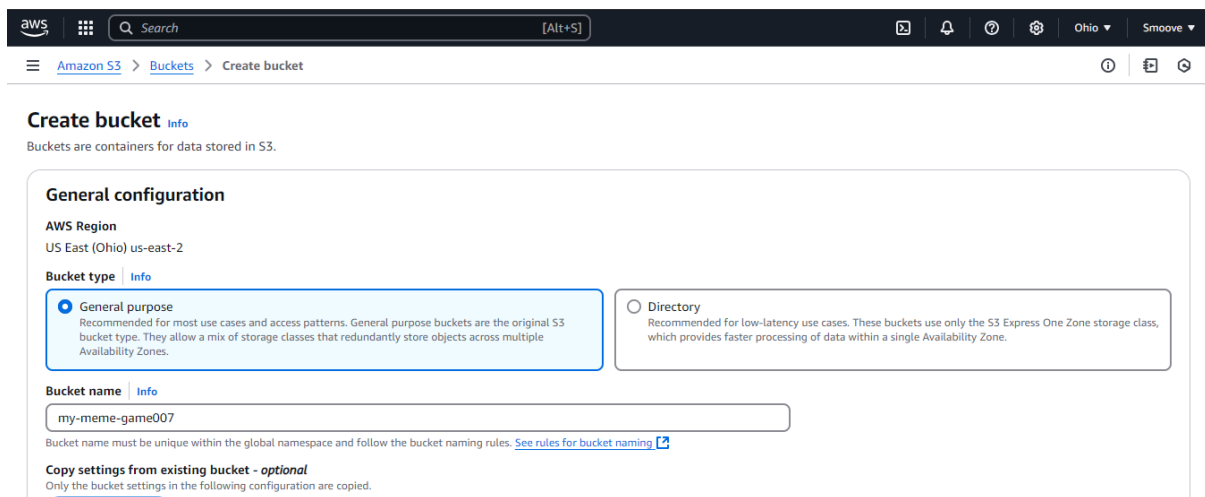 aws
Search [Alt+S]
Ohio ▼ Smoove ▼
Amazon S3 > Buckets > Create bucket
Create bucket Info
Buckets are containers for data stored in S3.
General configuration
AWS Region
US East (Ohio) us-east-2
Bucket type Info
General purpose
Recommended for most use cases and access patterns. General purpose buckets are the original S3
bucket type. They allow a mix of storage classes that redundantly store objects across multiple
Availability Zones.
Directory
Recommended for low-latency use cases. These buckets use only the S3 Express One Zone storage class,
which provides faster processing of data within a single Availability Zone.
Bucket name Info
my-meme-game007
Bucket name must be unique within the global namespace and follow the bucket naming rules. See rules for bucket naming
Copy settings from existing bucket - optional
Only the bucket settings in the following configuration are copied.